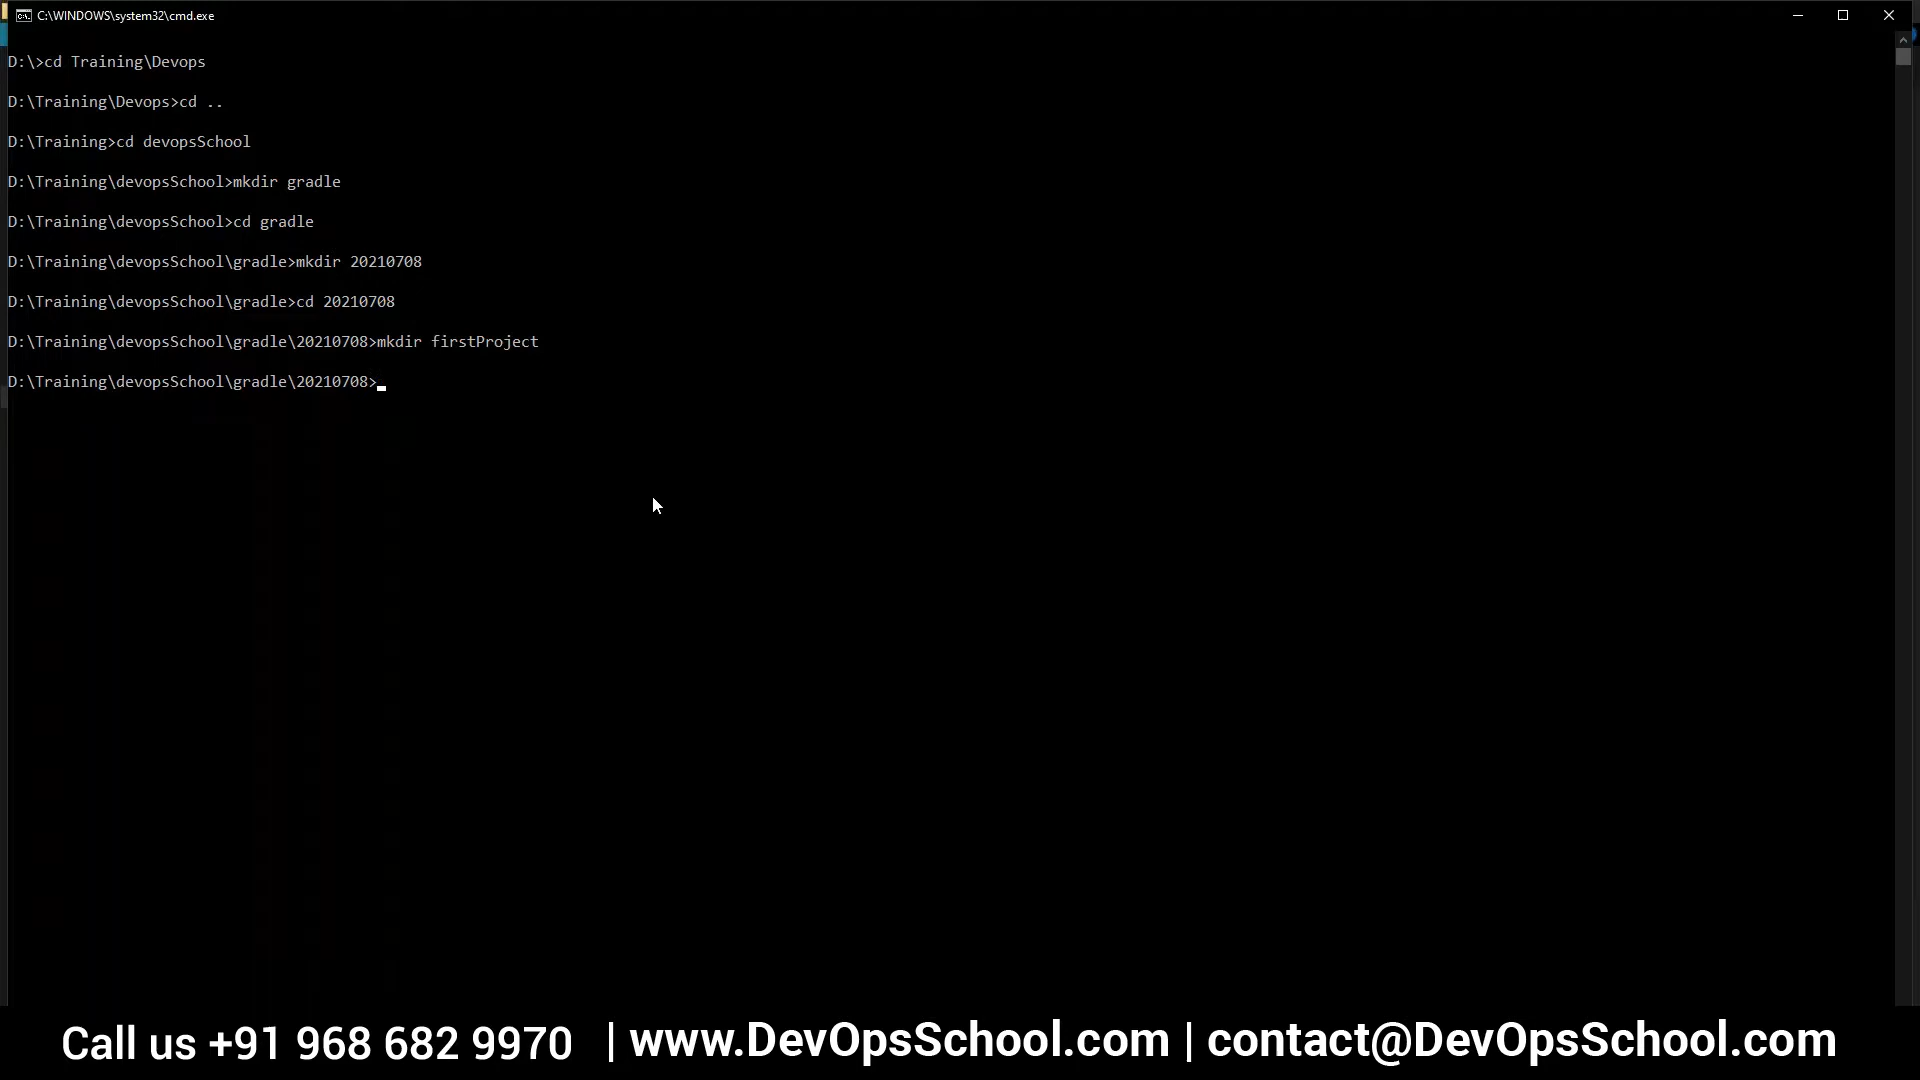 C:\WINDOWS\system32\cmd.exe
D:\>cd Training\Devops
D:\Training\Devops>cd ..
D:\Training>cd devopsSchool
D:\Training\devopsSchool>mkdir gradle
D:\Training\devopsSchool>cd gradle
D:\Training\devopsSchool\gradle>mkdir 20210708
D:\Training\devopsSchool\gradle>cd 20210708
D:\Training\devopsSchool\gradle\20210708>mkdir firstProject
D:\Training\devopsSchool\gradle\20210708>
Call us +91 968 682 9970 | www.DevOpsSchool.com | contact@DevOpsSchool.com